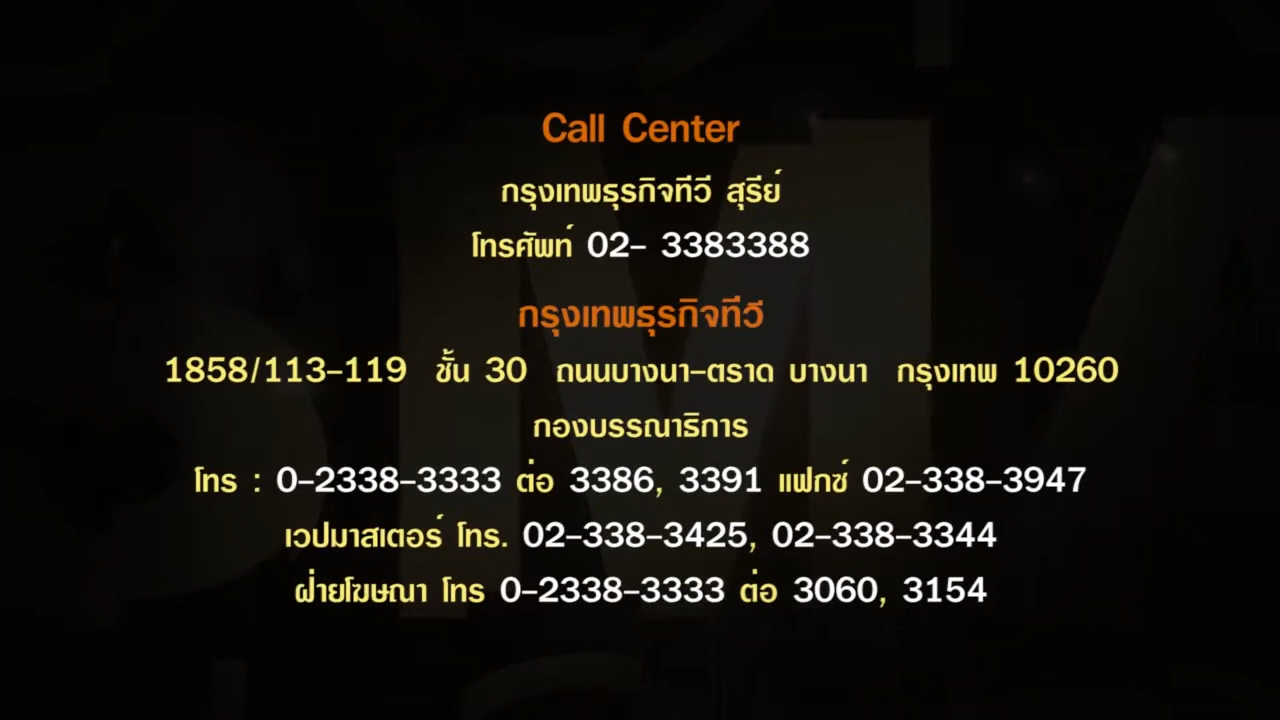 Call Center
กรุงเทพธุรกิจทีวี สุรีย์
โทรศัพท์ 02- 3383388
กรุงเทพธุรกิจทีวี
1858/113-119 ชั้น 30 ถนนบางนา-ตราด บางนา กรุงเทพ 10260
กองบรรณาธิการ
โทร : 0-2338-3333 ต่อ 3386, 3391 แฟกซ์ 02-338-3947
เวปมาสเตอร์ โทร. 02-338-3425, 02-338-3344
ฝ่ายโฆษณา โทร 0-2338-3333 ต่อ 3060, 3154